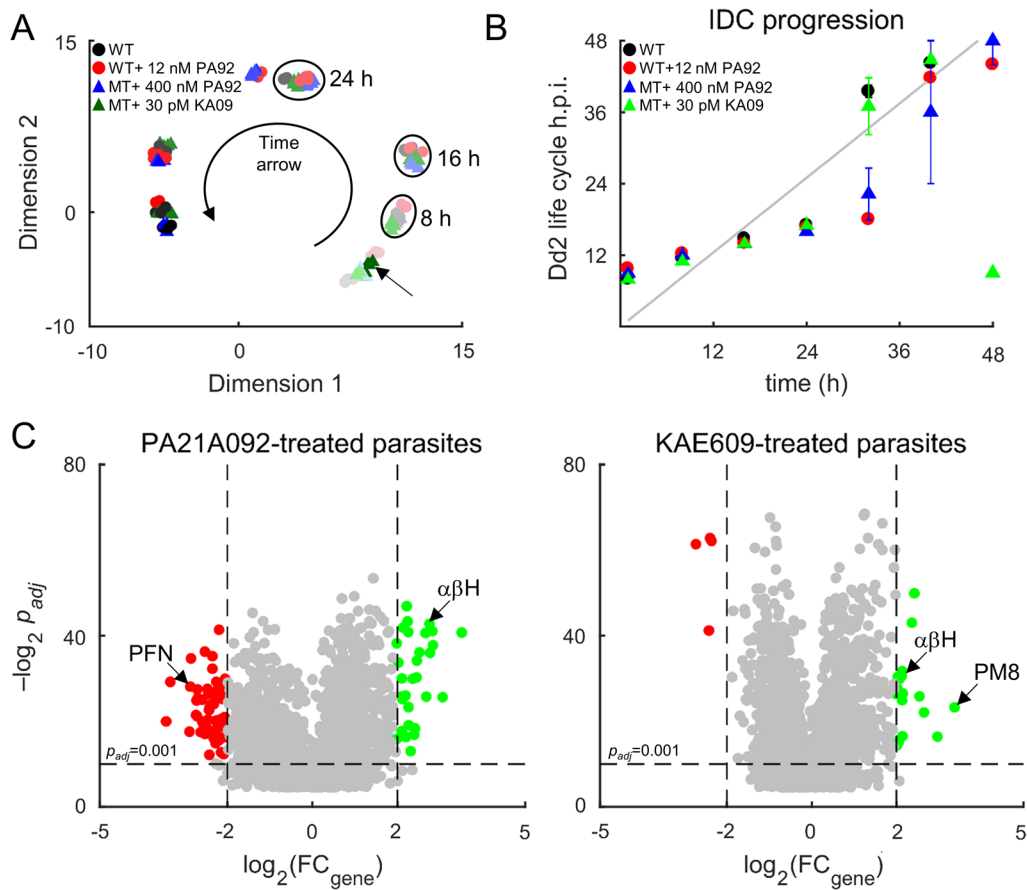 A
15
WT
WT+ 12 nM PA92
MT+ 400 nM PA92
MT+ 30 pM KA09
24 h
Time
arrow
16 h
8 h
0
-10
Dimension 2
-10
0
15
Dimension 1
B
IDC progression
48
WT
WT+12 nM PA92
MT+ 400 nM PA92
MT+ 30 pM KA09
36
24
12
Dd2 life cycle h.p.i.
12
24
36
48
time (h)
C
PA21A092-treated parasites
80
αβH
40
PFN
padj=0.001
0
–log2 padj
-5
-2
0
2
5
log2(FCgene)
KAE609-treated parasites
80
40
αβH
PM8
padj=0.001
0
-5
-2
0
2
5
log2(FCgene)